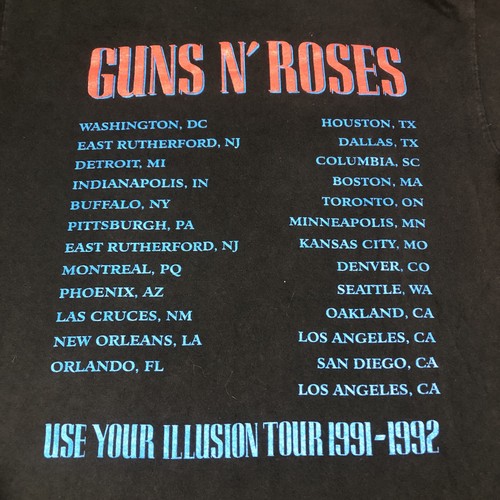 GUNS N' ROSES
WASHINGTON, DC
EAST RUTHERFORD, NJ
DETROIT, MI
INDIANAPOLIS, IN
BUFFALO, NY
PITTSBURGH, PA
EAST RUTHERFORD, NJ
MONTREAL, PQ
PHOENIX, AZ
LAS CRUCES, NM
NEW ORLEANS, LA
ORLANDO, FL
HOUSTON, TX
DALLAS, TX
COLUMBIA, SC
BOSTON, MA
TORONTO, ON
MINNEAPOLIS, MN
KANSAS CITY, MO
DENVER, CO
SEATTLE, WA
OAKLAND, CA
LOS ANGELES, CA
SAN DIEGO, CA
LOS ANGELES, CA
USE YOUR ILLUSION TOUR 1991-1992